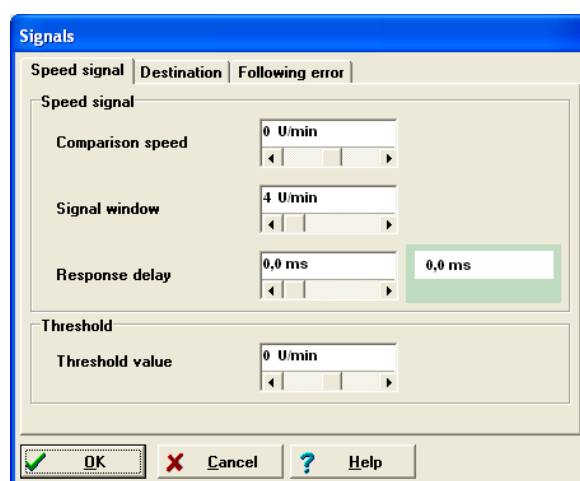 Signals
Speed signal Destination Following error
Speed signal
Comparison speed 0 U/min
Signal window 4 U/min
Response delay 0,0 ms 0,0 ms
Threshold
Threshold value 0 U/min
OK Cancel ? Help